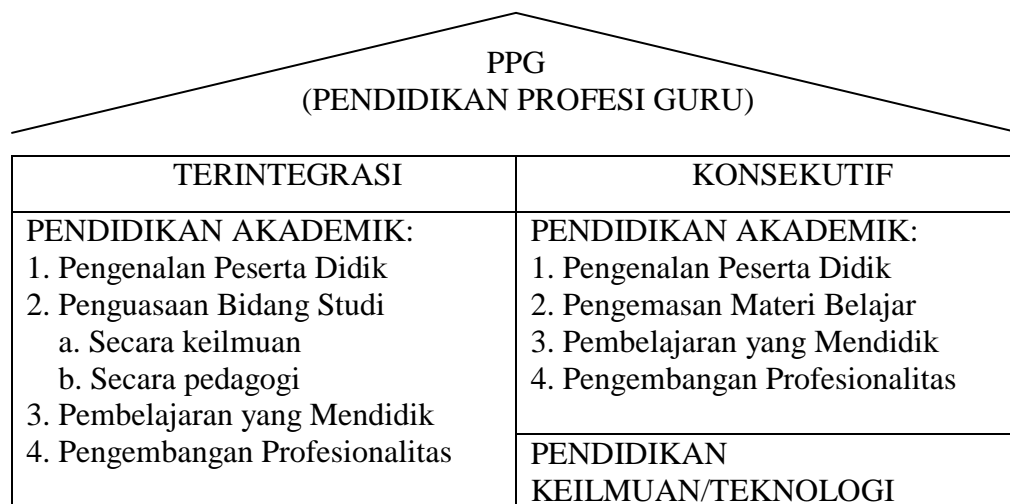 PPG
(PENDIDIKAN PROFESI GURU)
TERINTEGRASI
KONSEKUTIF
PENDIDIKAN AKADEMIK:
1. Pengenalan Peserta Didik
2. Penguasaan Bidang Studi
a. Secara keilmuan
b. Secara pedagogi
3. Pembelajaran yang Mendidik
4. Pengembangan Profesionalitas
PENDIDIKAN AKADEMIK:
1. Pengenalan Peserta Didik
2. Pengemasan Materi Belajar
3. Pembelajaran yang Mendidik
4. Pengembangan Profesionalitas
PENDIDIKAN
KEILMUAN/TEKNOLOGI